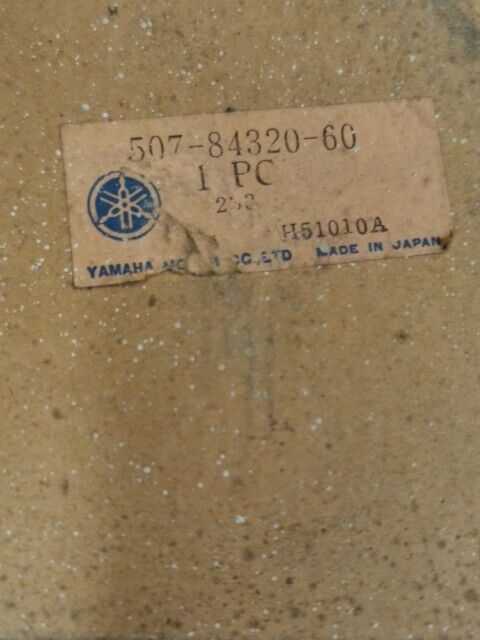 507-84320-60
1 PC
H51010A
YAMAHA CO.,LTD MADE IN JAPAN